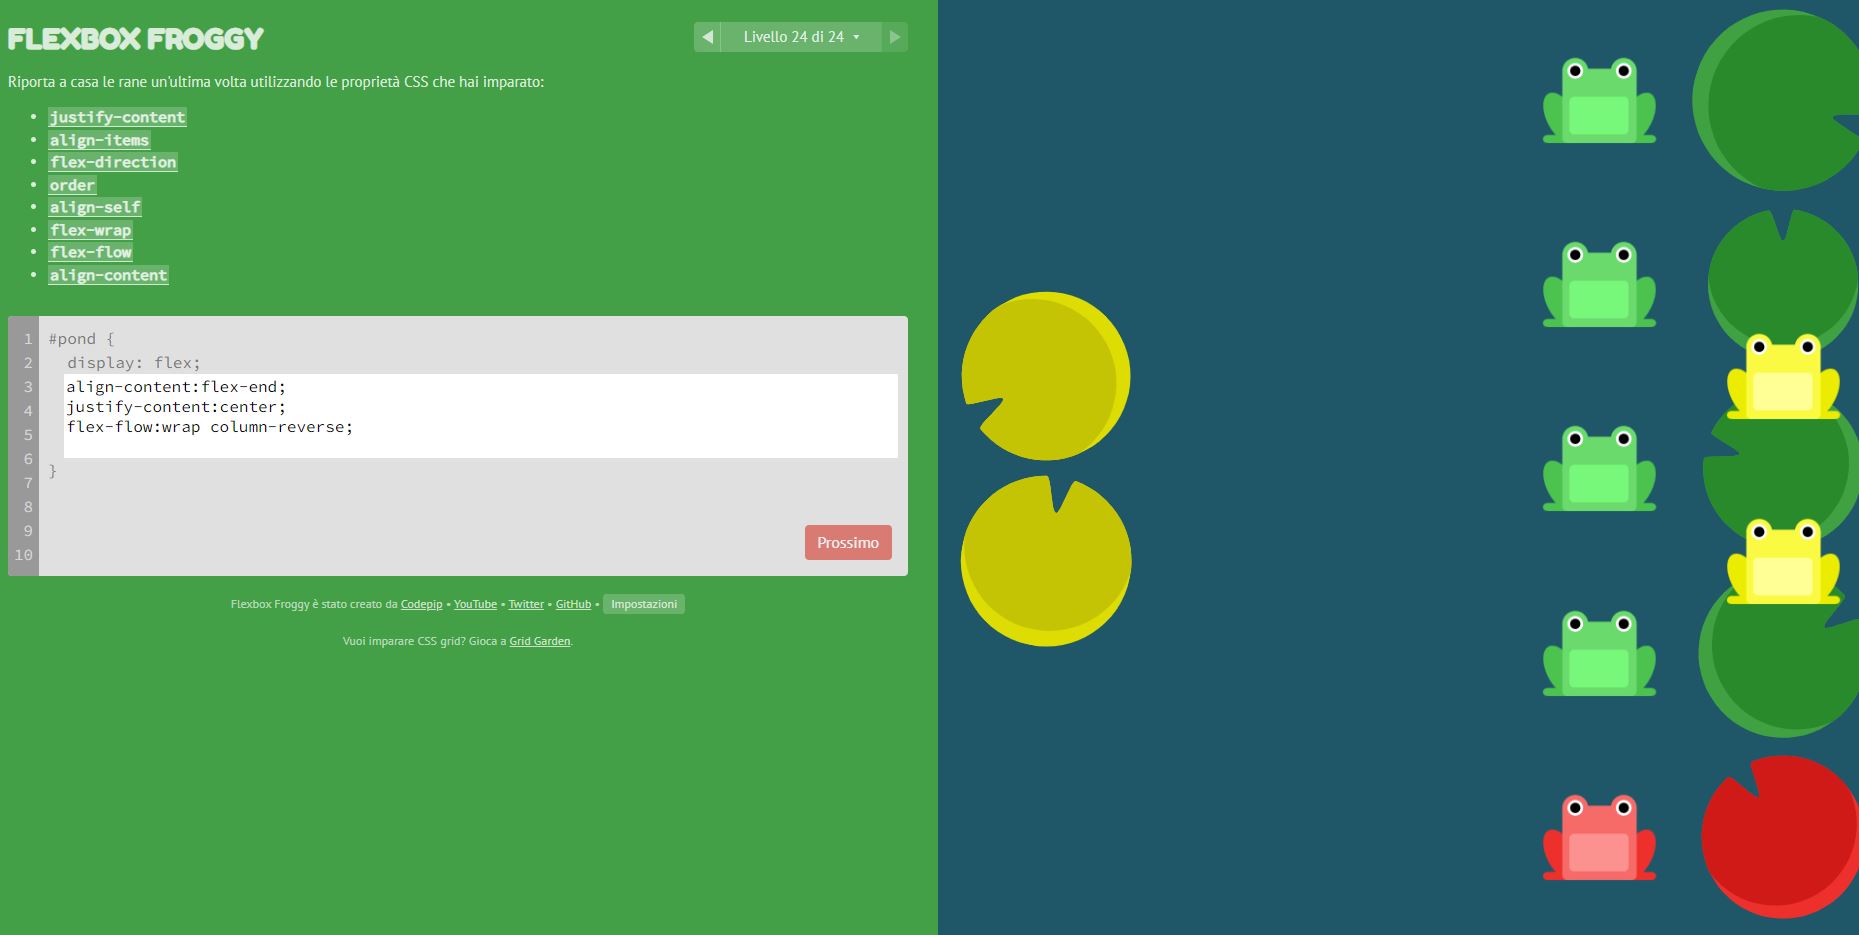 FLEXBOX FROGGY
Livello 24 di 24
Riporta a casa le rane un'ultima volta utilizzando le proprietà CSS che hai imparato:
justify-content
align-items
flex-direction
order
align-self
flex-wrap
flex-flow
align-content
1 #pond {
2 display: flex;
3 align-content:flex-end;
4 justify-content:center;
5 flex-flow:wrap column-reverse;
6 }
7
8
9
10
Prossimo
Flexbox Froggy è stato creato da Codepip • YouTube • Twitter • GitHub • Impostazioni
Vuoi imparare CSS grid? Gioca a Grid Garden.